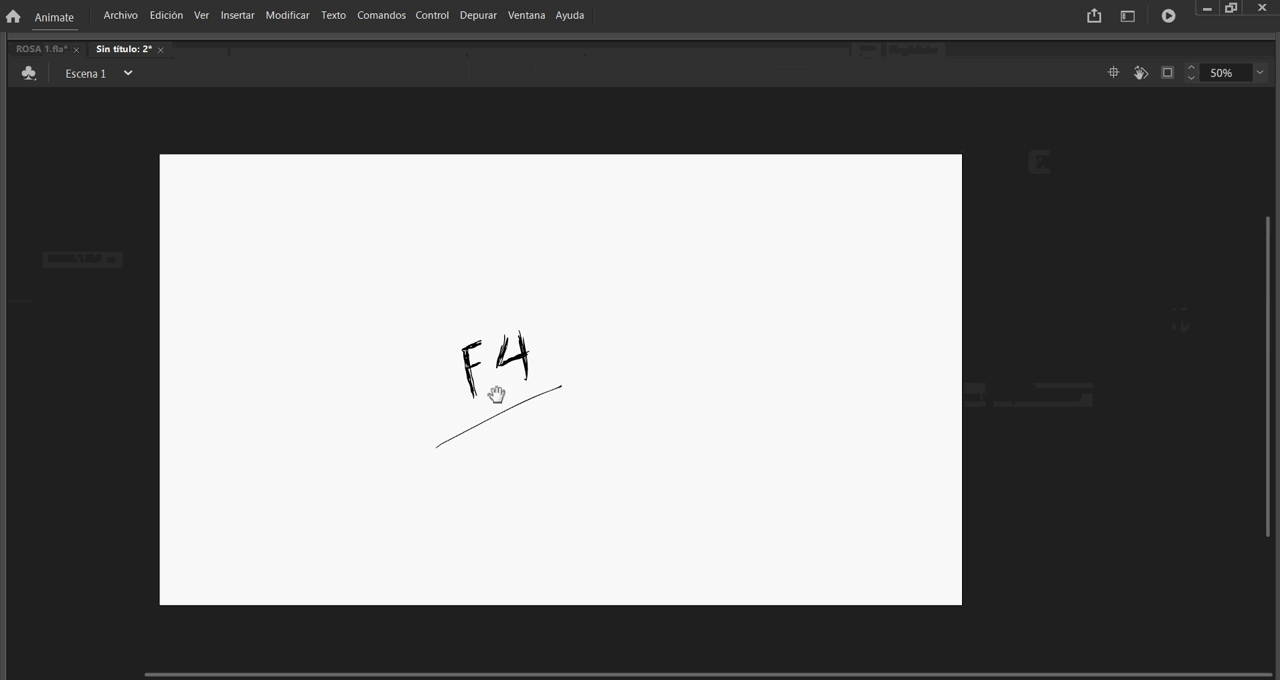 Animate Archivo Edición Ver Insertar Modificar Texto Comandos Control Depurar Ventana Ayuda
ROSA 1.fla* × Sin título: 2* ×
Escena 1 50%
F4